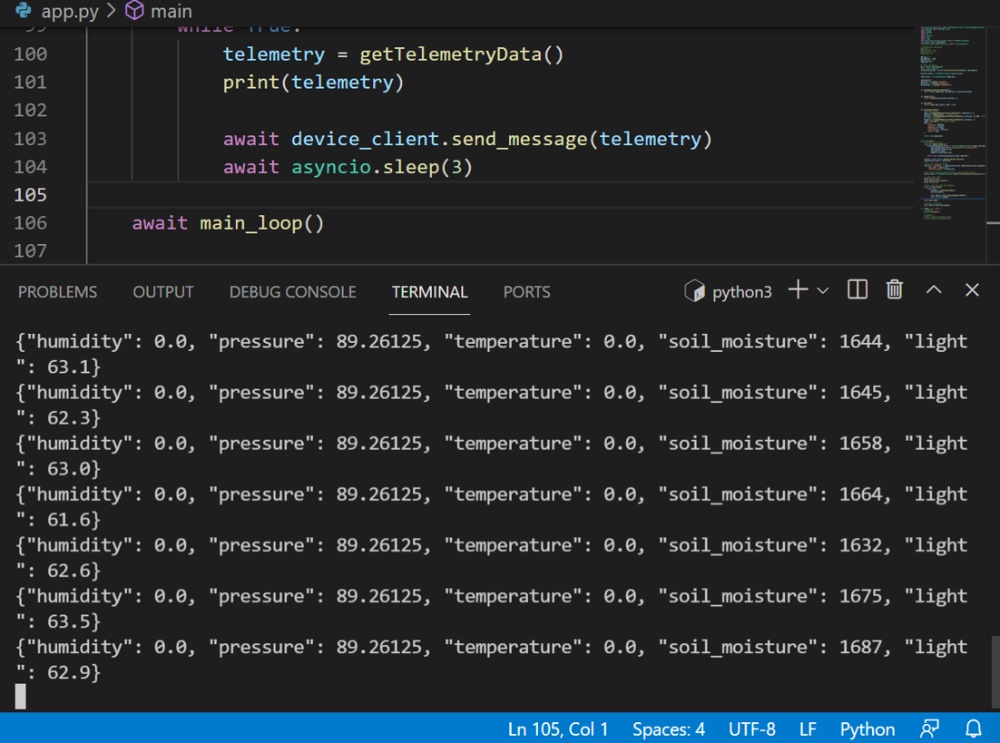 app.py > main
99 while True:
100 telemetry = getTelemetryData()
101 print(telemetry)
102
103 await device_client.send_message(telemetry)
104 await asyncio.sleep(3)
105
106 await main_loop()
107
PROBLEMS OUTPUT DEBUG CONSOLE TERMINAL PORTS python3
{"humidity": 0.0, "pressure": 89.26125, "temperature": 0.0, "soil_moisture": 1644, "light
": 63.1}
{"humidity": 0.0, "pressure": 89.26125, "temperature": 0.0, "soil_moisture": 1645, "light
": 62.3}
{"humidity": 0.0, "pressure": 89.26125, "temperature": 0.0, "soil_moisture": 1658, "light
": 63.0}
{"humidity": 0.0, "pressure": 89.26125, "temperature": 0.0, "soil_moisture": 1664, "light
": 61.6}
{"humidity": 0.0, "pressure": 89.26125, "temperature": 0.0, "soil_moisture": 1632, "light
": 62.6}
{"humidity": 0.0, "pressure": 89.26125, "temperature": 0.0, "soil_moisture": 1675, "light
": 63.5}
{"humidity": 0.0, "pressure": 89.26125, "temperature": 0.0, "soil_moisture": 1687, "light
": 62.9}
Ln 105, Col 1 Spaces: 4 UTF-8 LF Python